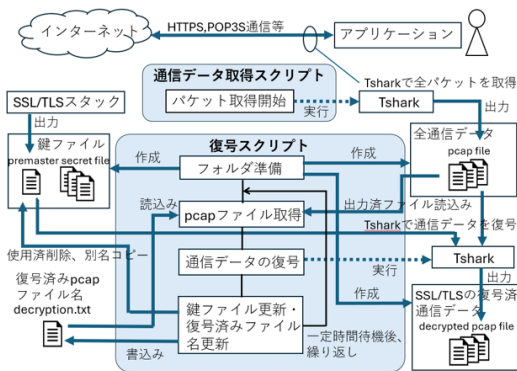 インターネット
HTTPS,POP3S通信等
アプリケーション
通信データ取得スクリプト
パケット取得開始
実行
Tsharkで全パケットを取得
Tshark
出力
SSL/TLSスタック
出力
鍵ファイル
premaster secret file
復号スクリプト
作成
フォルダ準備
作成
全通信データ
pcap file
読込み
pcapファイル取得
出力済ファイル読込み
Tsharkで通信データを復号
使用済削除、別名コピー
通信データの復号
実行
Tshark
出力
復号済みpcap
ファイル名
decryption.txt
作成
SSL/TLSの復号済
通信データ
decrypted pcap file
鍵ファイル更新・
復号済みファイル
名更新
一定時間待機後、
繰り返し
書込み